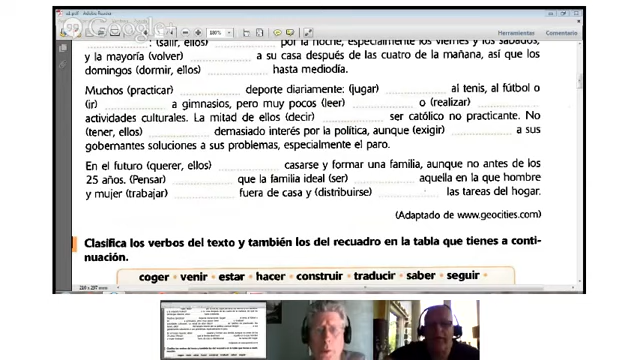 x2.pdf - Adobe Reader
Google+
100%
Herramientas
Comentario
: (salir, ellos) por la noche, especialmente los viernes y los sábados,
y la mayoría (volver) a su casa después de las cuatro de la mañana, así que los
domingos (dormir, ellos) hasta mediodía.
Muchos (practicar) deporte diariamente: (jugar) al tenis, al fútbol o
(ir) a gimnasios, pero muy pocos (leer) o (realizar)
actividades culturales. La mitad de ellos (decir) ser católico no practicante. No
(tener, ellos) demasiado interés por la política, aunque (exigir) a sus
gobernantes soluciones a sus problemas, especialmente el paro.
En el futuro (querer, ellos) casarse y formar una familia, aunque no antes de los
25 años. (Pensar) que la familia ideal (ser) aquella en la que hombre
y mujer (trabajar) fuera de casa y (distribuirse) las tareas del hogar.
(Adaptado de www.geocities.com)
Clasifica los verbos del texto y también los del recuadro en la tabla que tienes a conti-
nuación.
coger • venir • estar • hacer • construir • traducir • saber • seguir